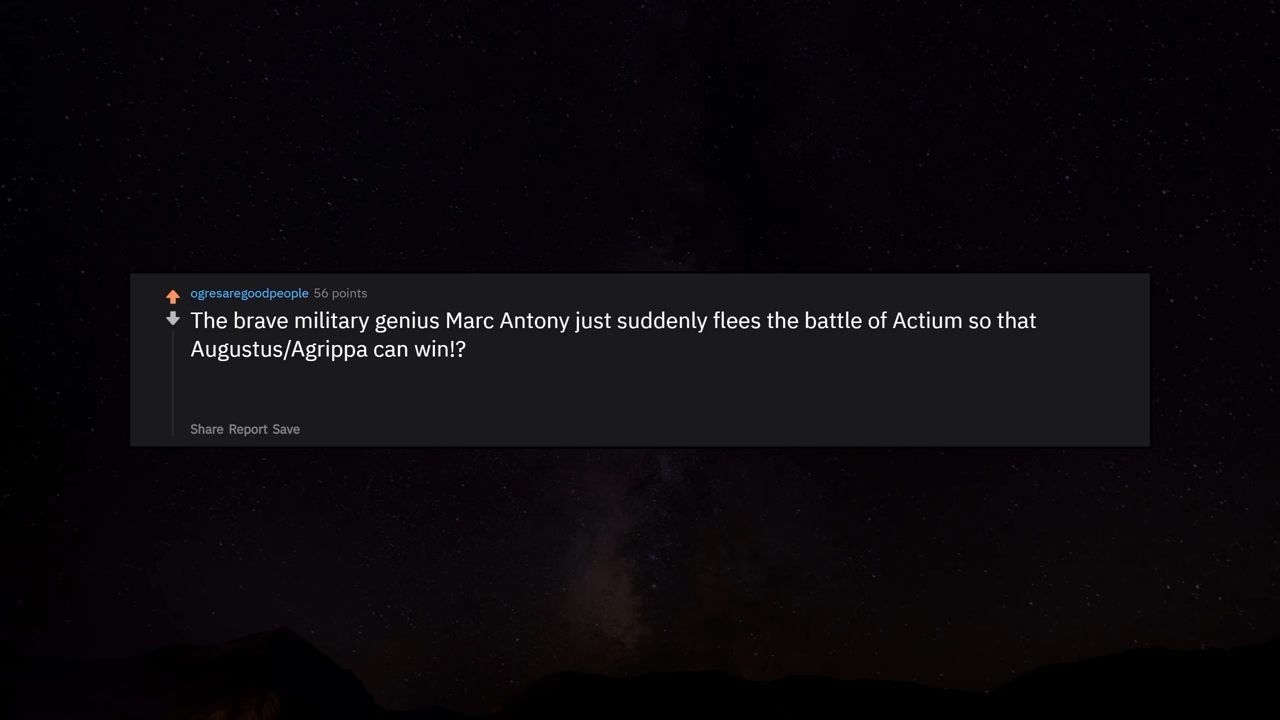 ogresaregoodpeople 56 points
The brave military genius Marc Antony just suddenly flees the battle of Actium so that
Augustus/Agrippa can win!?
Share Report Save